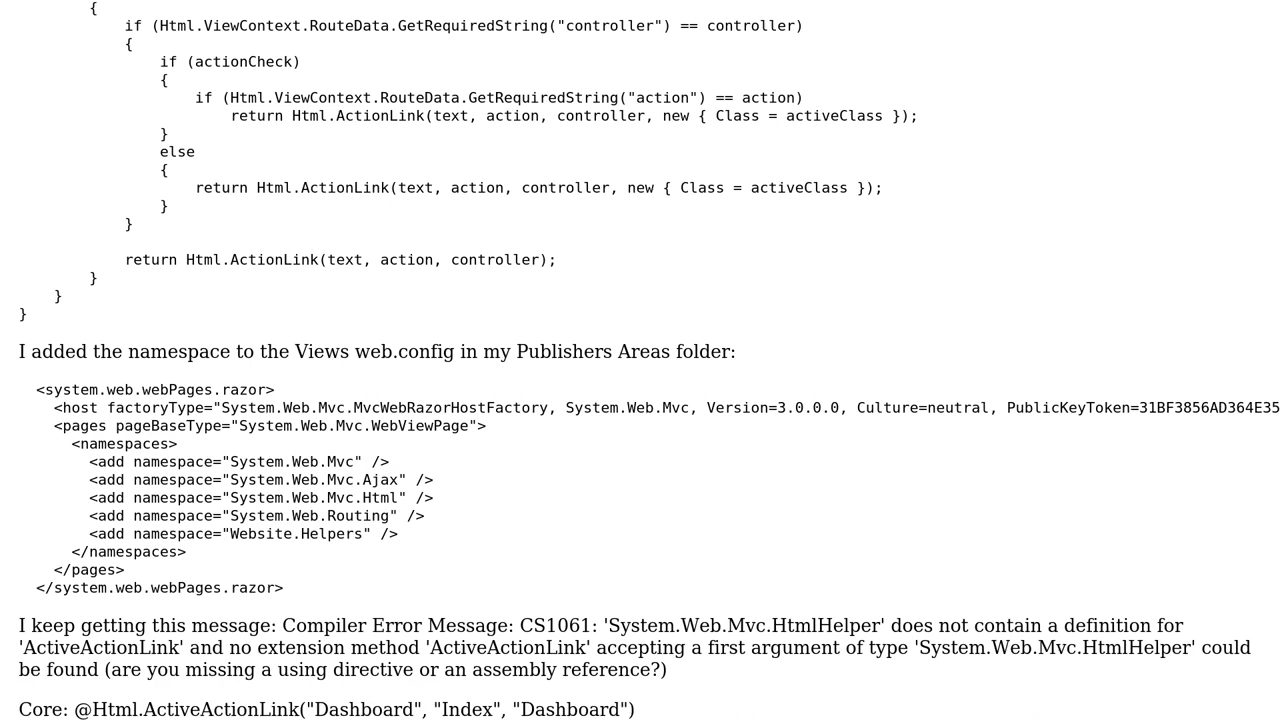 {
if (Html.ViewContext.RouteData.GetRequiredString("controller") == controller)
{
if (actionCheck)
{
if (Html.ViewContext.RouteData.GetRequiredString("action") == action)
return Html.ActionLink(text, action, controller, new { Class = activeClass });
}
else
{
return Html.ActionLink(text, action, controller, new { Class = activeClass });
}
}
return Html.ActionLink(text, action, controller);
}
}
}
I added the namespace to the Views web.config in my Publishers Areas folder:
<system.web.webPages.razor>
<host factoryType="System.Web.Mvc.MvcWebRazorHostFactory, System.Web.Mvc, Version=3.0.0.0, Culture=neutral, PublicKeyToken=31BF3856AD364E35
<pages pageBaseType="System.Web.Mvc.WebViewPage">
<namespaces>
<add namespace="System.Web.Mvc" />
<add namespace="System.Web.Mvc.Ajax" />
<add namespace="System.Web.Mvc.Html" />
<add namespace="System.Web.Routing" />
<add namespace="Website.Helpers" />
</namespaces>
</pages>
</system.web.webPages.razor>
I keep getting this message: Compiler Error Message: CS1061: 'System.Web.Mvc.HtmlHelper' does not contain a definition for
'ActiveActionLink' and no extension method 'ActiveActionLink' accepting a first argument of type 'System.Web.Mvc.HtmlHelper' could
be found (are you missing a using directive or an assembly reference?)
Core: @Html.ActiveActionLink("Dashboard", "Index", "Dashboard")